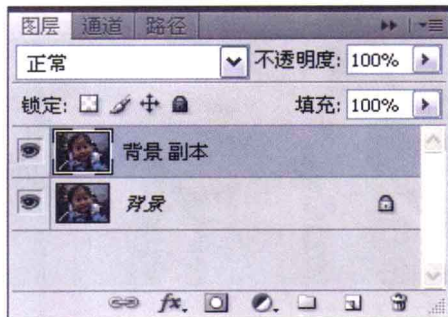 图层 通道 路径
正常 不透明度: 100%
锁定: 填充: 100%
背景 副本
背景
fx.